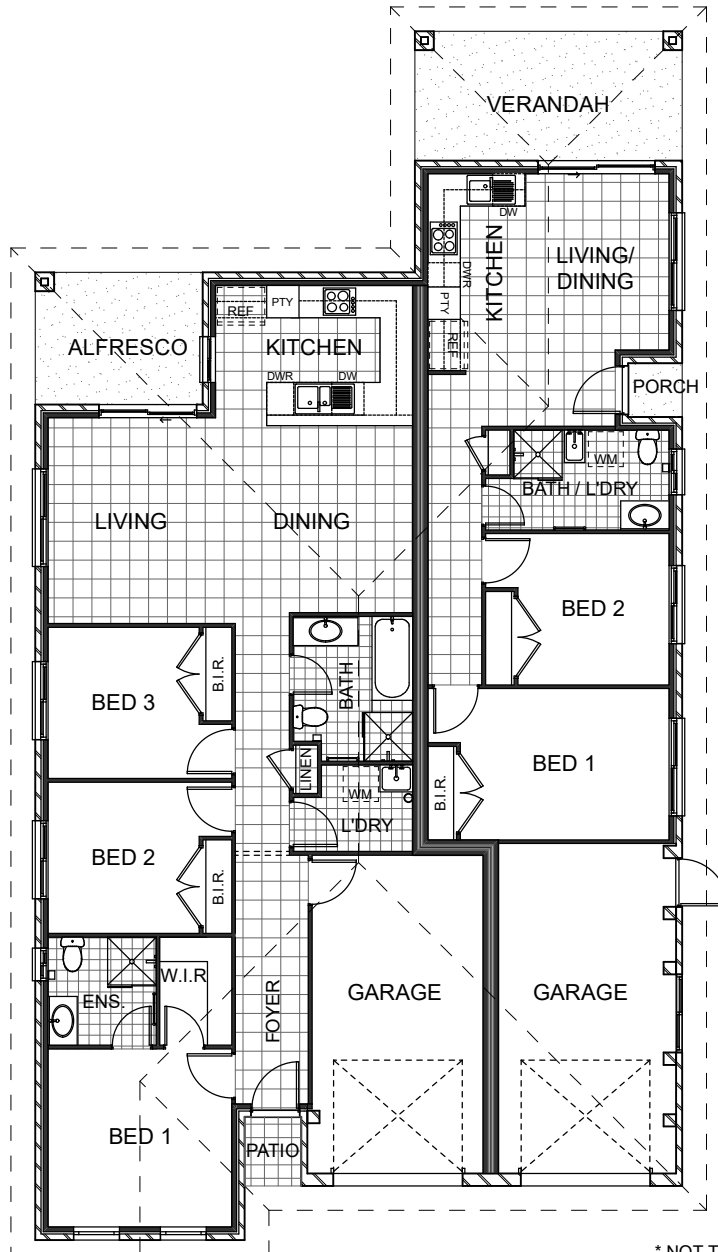 VERANDAH
DW
KITCHEN
LIVING/
DINING
DWR
PTY
REF
PORCH
ALFRESCO
REF
PTY
KITCHEN
DWR
DW
LIVING
DINING
WM
BATH / L'DRY
BED 2
BED 1
B.I.R.
BED 3
B.I.R.
BATH
LINEN
WM
L'DRY
BED 2
B.I.R.
ENS.
W.I.R
FOYER
GARAGE
GARAGE
BED 1
PATIO